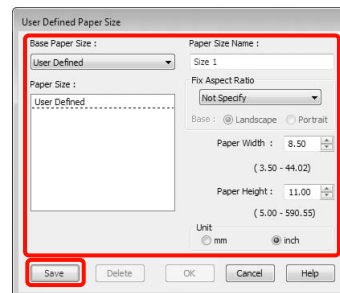 User Defined Paper Size
Base Paper Size :
User Defined
Paper Size :
User Defined
Paper Size Name :
Size 1
Fix Aspect Ratio
Not Specify
Base : Landscape Portrait
Paper Width : 8.50
( 3.50 - 44.02)
Paper Height : 11.00
( 5.00 - 590.55)
Unit
mm inch
Save Delete OK Cancel Help